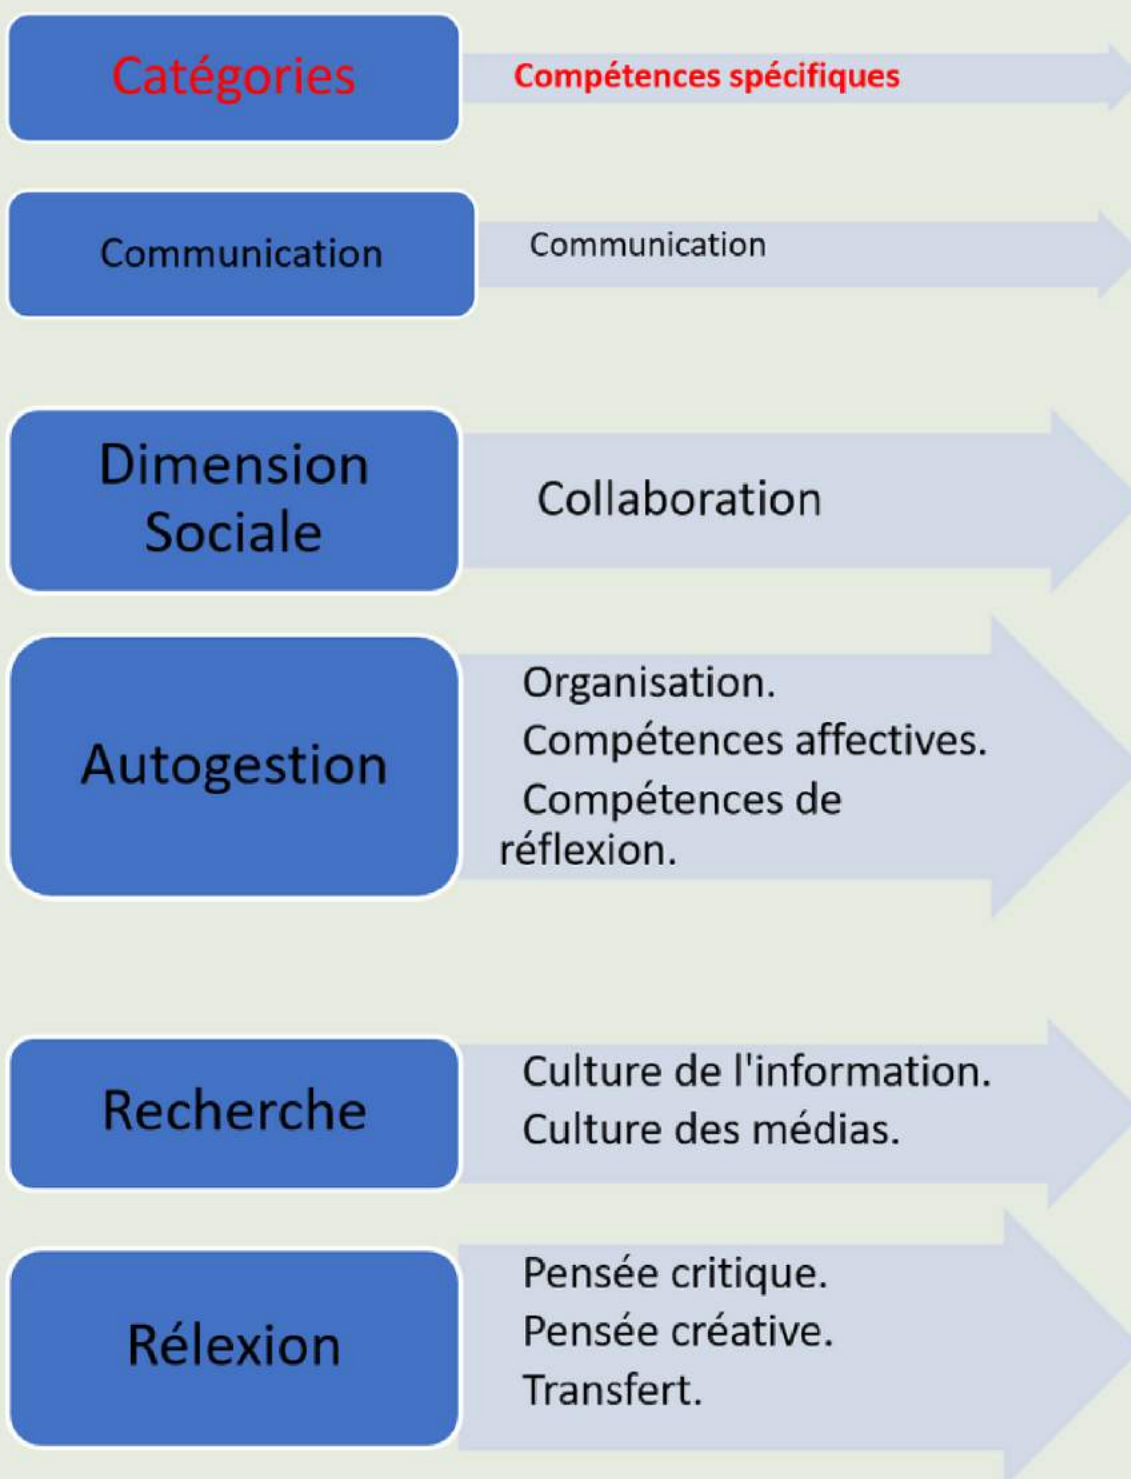 Catégories
Compétences spécifiques
Communication
Communication
Dimension
Sociale
Collaboration
Autogestion
Organisation.
Compétences affectives.
Compétences de
réflexion.
Recherche
Culture de l'information.
Culture des médias.
Rélexion
Pensée critique.
Pensée créative.
Transfert.